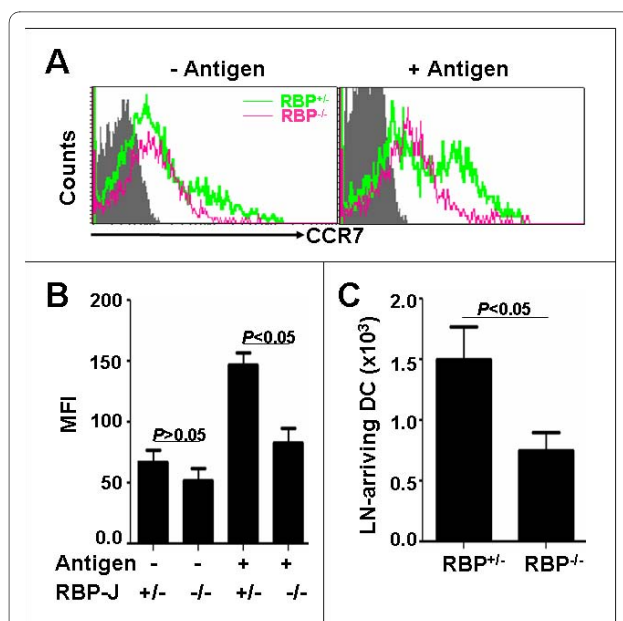 A
- Antigen
+ Antigen
RBP+/-
RBP-/-
Counts
CCR7
B
200
150
100
50
0.0
MFI
P>0.05
P<0.05
Antigen - - + +
RBP-J +/- -/- +/- -/-
C
2.0
1.5
1.0
0.5
0.0
LN-arriving DC (x10³)
P<0.05
RBP+/- RBP-/-